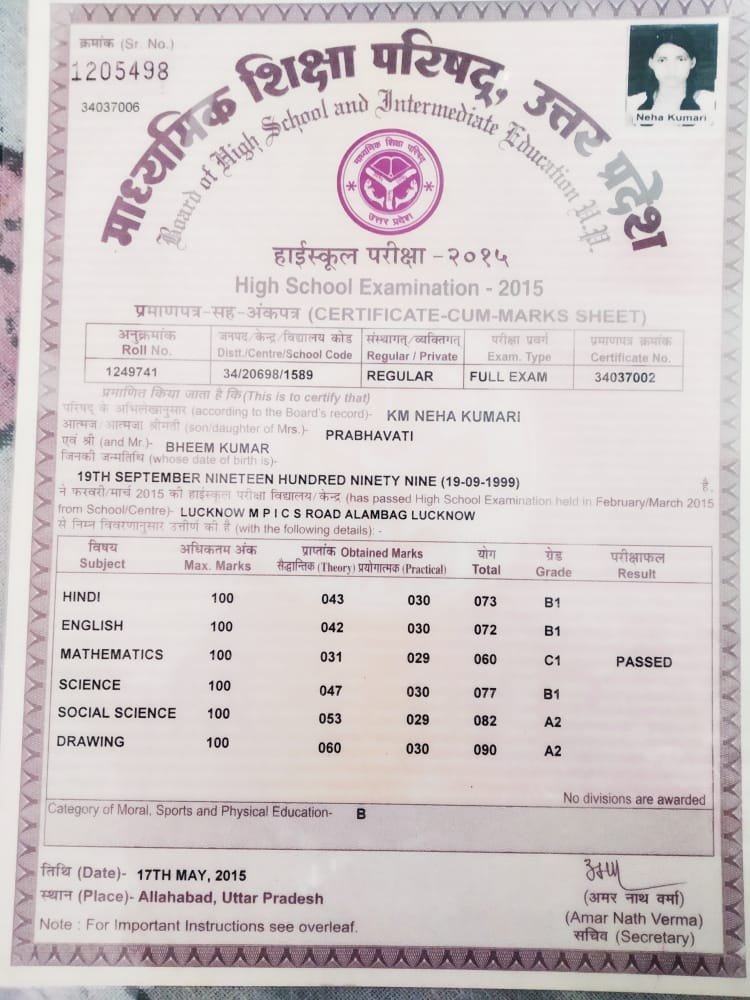 क्रमांक (Sr. No.)
1205498
34037006
Neha Kumari
माध्यमिक शिक्षा परिषद्, उत्तर प्रदेश
Board of High School and Intermediate Education U.P.
माध्यमिक शिक्षा परिषद्
उत्तर प्रदेश
हाईस्कूल परीक्षा - २०१५
High School Examination - 2015
प्रमाणपत्र-सह-अंकपत्र (CERTIFICATE-CUM-MARKS SHEET)
अनुक्रमांक जनपद/केन्द्र/विद्यालय कोड संस्थागत/व्यक्तिगत परीक्षा प्रवर्ग प्रमाणपत्र क्रमांक
Roll No. Distt./Centre/School Code Regular / Private Exam. Type Certificate No.
1249741 34/20698/1589 REGULAR FULL EXAM 34037002
प्रमाणित किया जाता है कि (This is to certify that)
परिषद् के अभिलेखानुसार (according to the Board's record)- KM NEHA KUMARI
आत्मज/आत्मजा श्रीमती (son/daughter of Mrs.)- PRABHAVATI
एवं श्री (and Mr.)- BHEEM KUMAR
जिनकी जन्मतिथि (whose date of birth is)-
19TH SEPTEMBER NINETEEN HUNDRED NINETY NINE (19-09-1999) है,
ने फरवरी/मार्च 2015 की हाईस्कूल परीक्षा विद्यालय/केन्द्र (has passed High School Examination held in February/March 2015
from School/Centre)- LUCKNOW M P I C S ROAD ALAMBAG LUCKNOW
से निम्न विवरणानुसार उत्तीर्ण की है (with the following details): -
विषय अधिकतम अंक प्राप्तांक Obtained Marks योग ग्रेड परीक्षाफल
Subject Max. Marks सैद्धान्तिक (Theory) प्रयोगात्मक (Practical) Total Grade Result
HINDI 100 043 030 073 B1
ENGLISH 100 042 030 072 B1
MATHEMATICS 100 031 029 060 C1 PASSED
SCIENCE 100 047 030 077 B1
SOCIAL SCIENCE 100 053 029 082 A2
DRAWING 100 060 030 090 A2
No divisions are awarded
Category of Moral, Sports and Physical Education- B
तिथि (Date)- 17TH MAY, 2015
स्थान (Place)- Allahabad, Uttar Pradesh
Note : For Important Instructions see overleaf.
(अमर नाथ वर्मा)
(Amar Nath Verma)
सचिव (Secretary)